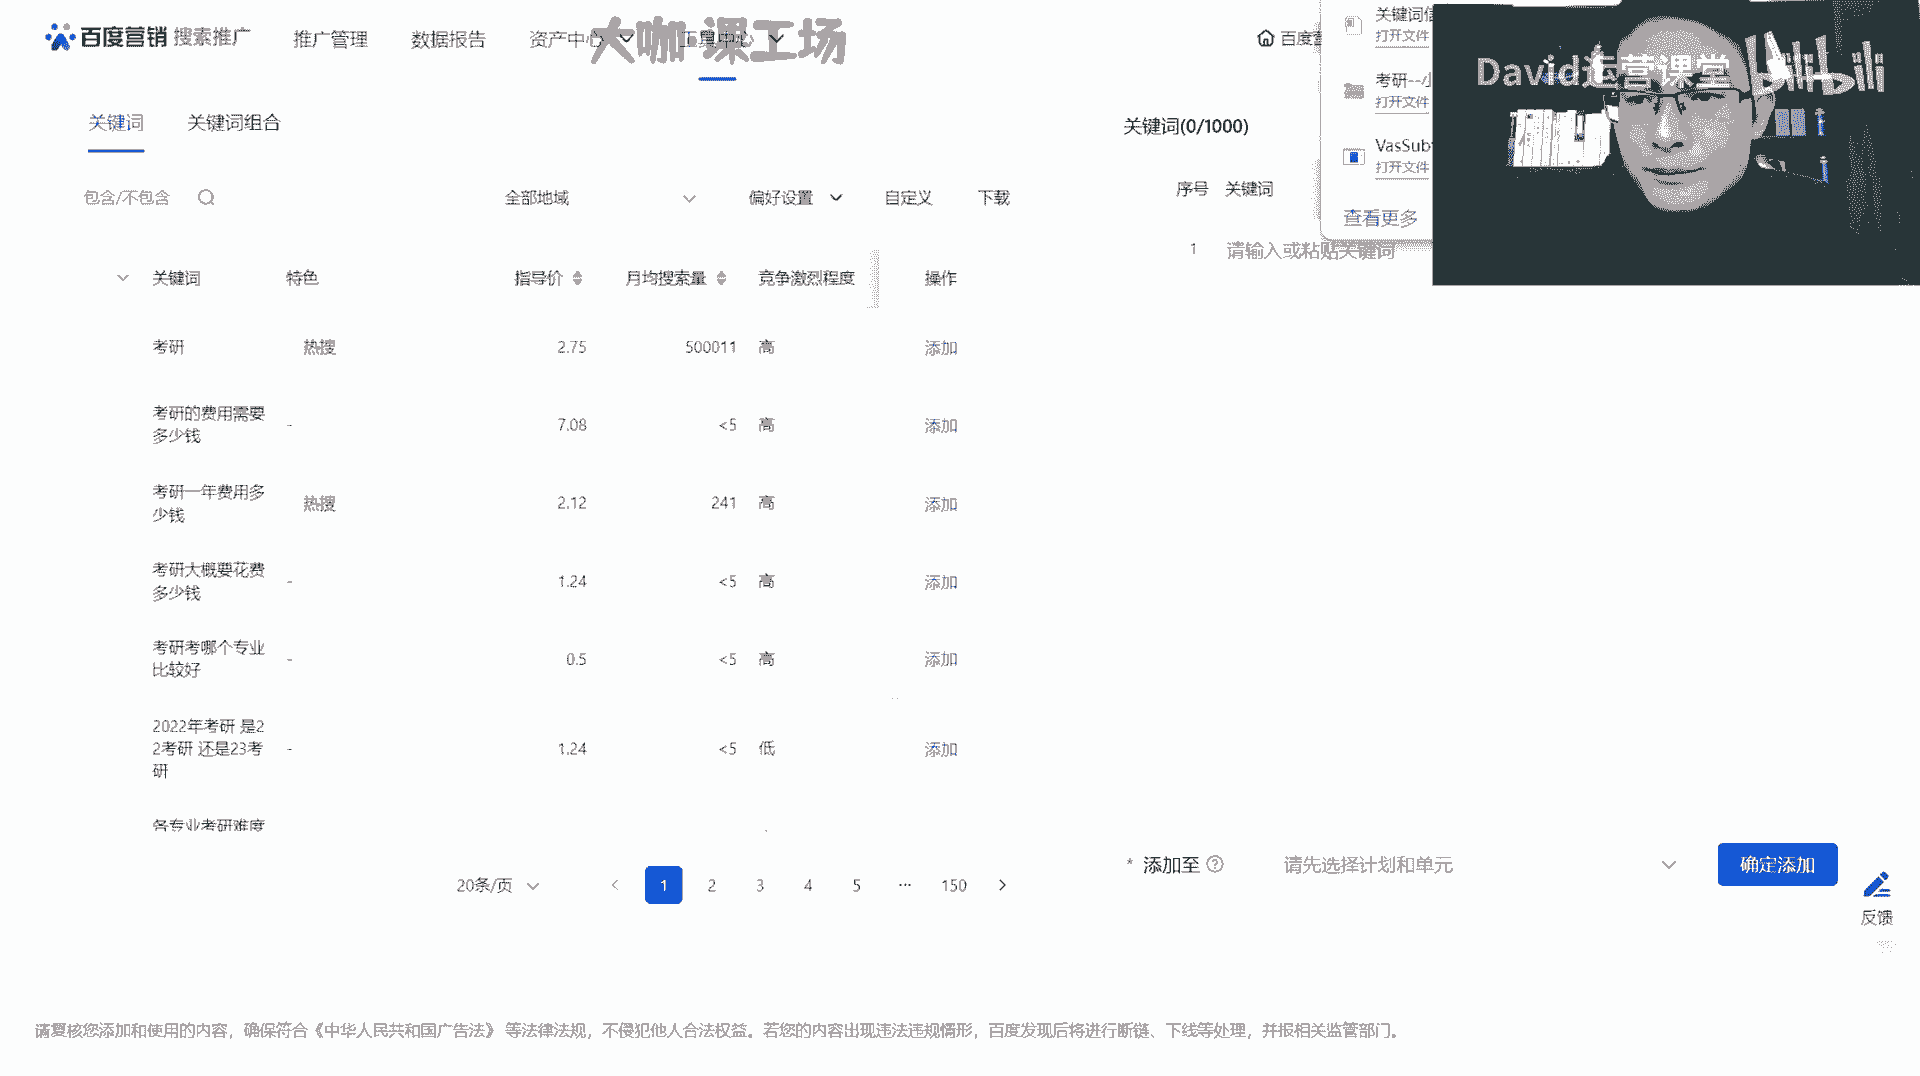 百度营销 搜索推广 推广管理 数据报告 资产中心 工具中心 百度营
大咖·课工场
关键词信
打开文件
考研--小
打开文件
VasSub
打开文件
查看更多
David运营课堂 bilibili
关键词 关键词组合
关键词(0/1000)
包含/不包含 全部地域 偏好设置 自定义 下载
序号 关键词
1 请输入或粘贴关键词
关键词 特色 指导价 月均搜索量 竞争激烈程度 操作
考研 热搜 2.75 500011 高 添加
考研的费用需要
多少钱 - 7.08 <5 高 添加
考研一年费用多
少钱 热搜 2.12 241 高 添加
考研大概要花费
多少钱 - 1.24 <5 高 添加
考研考哪个专业
比较好 - 0.5 <5 高 添加
2022年考研 是2
2考研 还是23考
研 - 1.24 <5 低 添加
各专业考研难度
20条/页 1 2 3 4 5 ··· 150
* 添加至 请先选择计划和单元 确定添加
反馈
请复核您添加和使用的内容，确保符合《中华人民共和国广告法》 等法律法规，不侵犯他人合法权益。若您的内容出现违法违规情形，百度发现后将进行断链、下线等处理，并报相关监管部门。